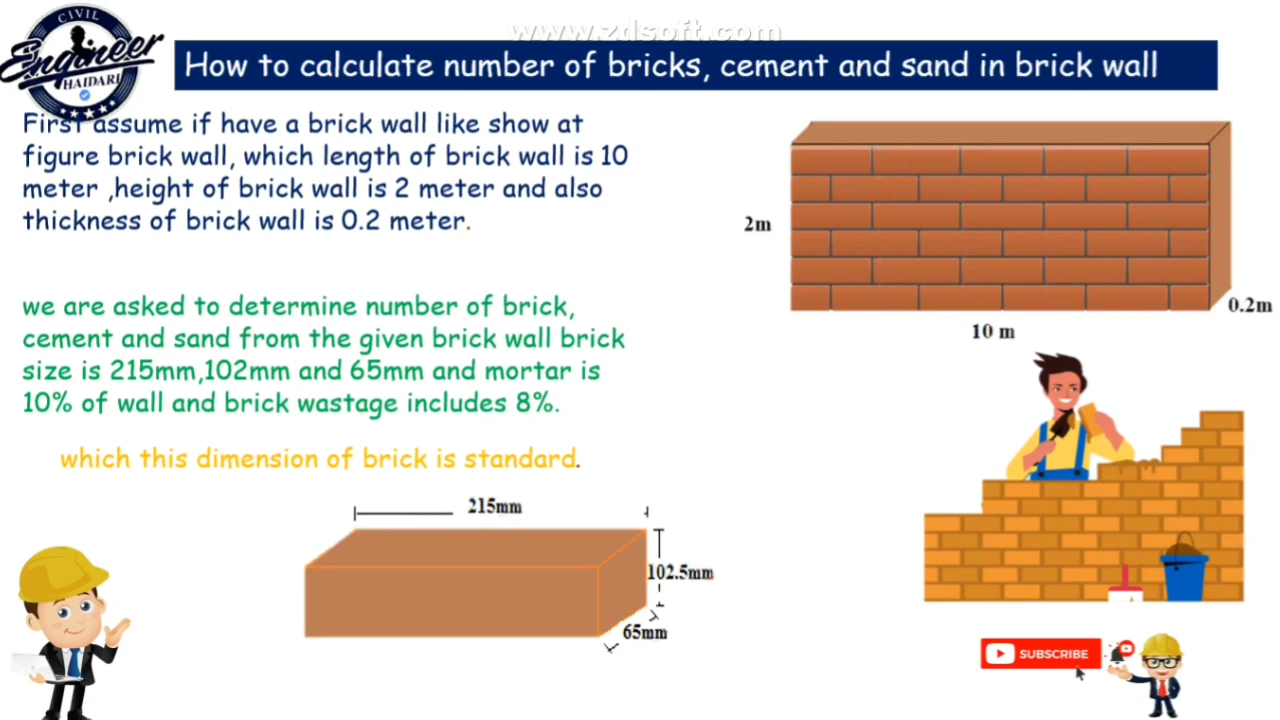 www.zdsoft.com
CIVIL
Engineer
HAIDARI
How to calculate number of bricks, cement and sand in brick wall
First assume if have a brick wall like show at
figure brick wall, which length of brick wall is 10
meter ,height of brick wall is 2 meter and also
thickness of brick wall is 0.2 meter.
2m
0.2m
10 m
we are asked to determine number of brick,
cement and sand from the given brick wall brick
size is 215mm,102mm and 65mm and mortar is
10% of wall and brick wastage includes 8%.
which this dimension of brick is standard.
215mm
102.5mm
65mm
SUBSCRIBE